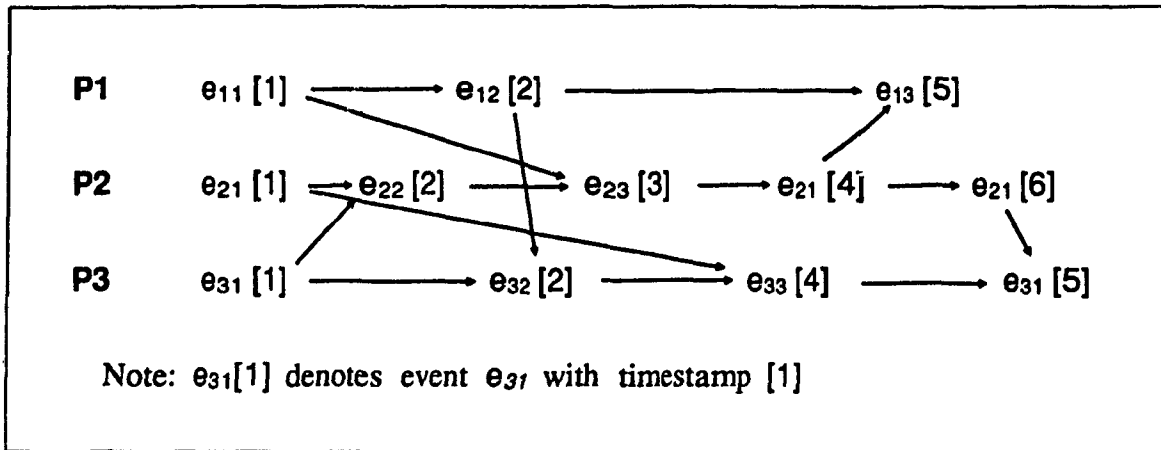 P1 e11 [1] e12 [2] e13 [5]
P2 e21 [1] e22 [2] e23 [3] e21 [4] e21 [6]
P3 e31 [1] e32 [2] e33 [4] e31 [5]
Note: e31[1] denotes event e31 with timestamp [1]